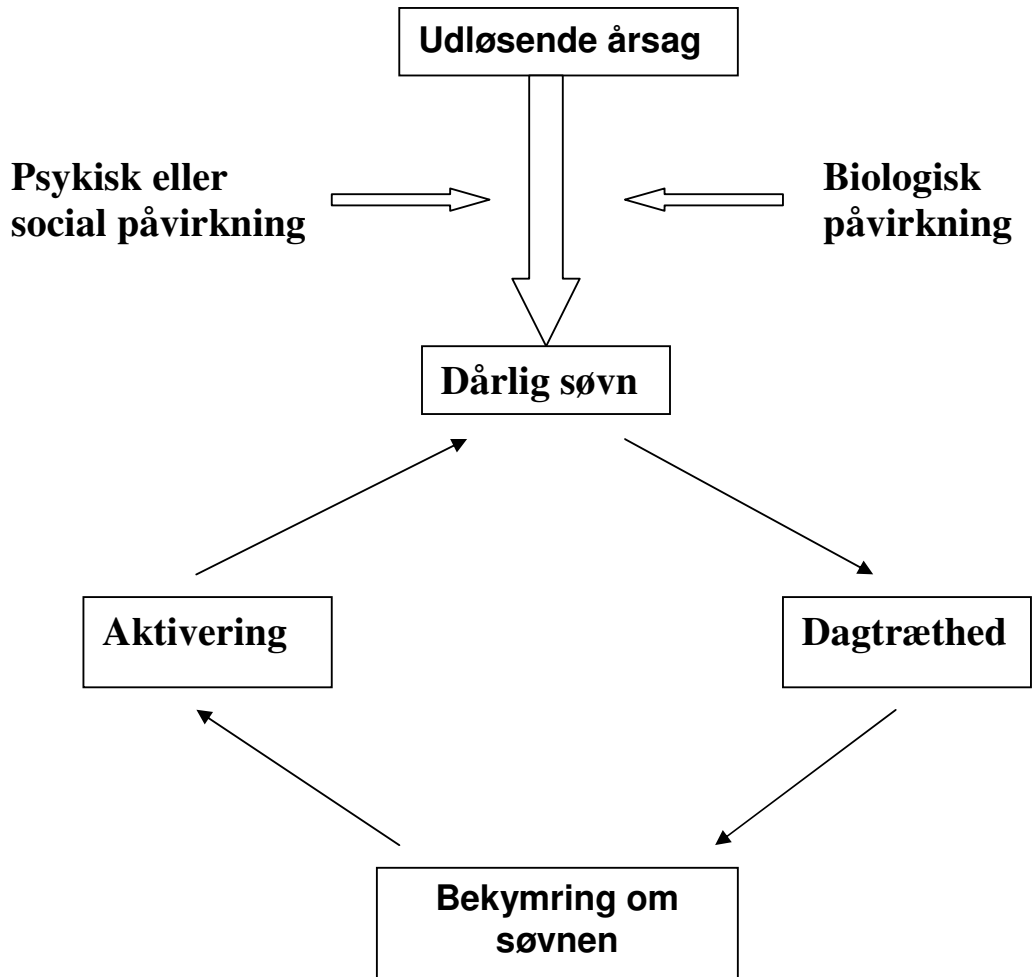 Udløsende årsag
Psykisk eller
social påvirkning
Biologisk
påvirkning
Dårlig søvn
Aktivering
Dagtræthed
Bekymring om
søvnen